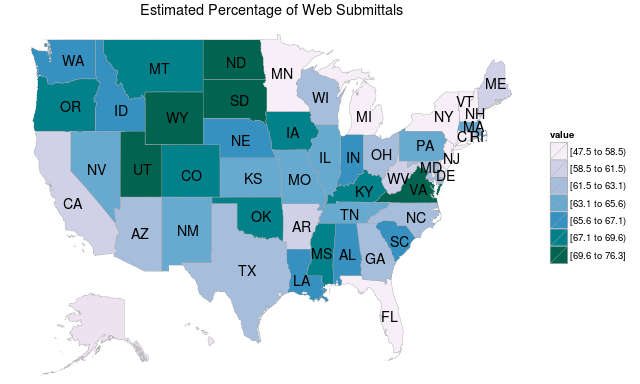 Estimated Percentage of Web Submittals
WA
MT
ND
MN
ME
OR
ID
WY
SD
WI
MI
VT
NH
NY
MA
CT
RI
IA
NE
PA
NJ
NV
UT
CO
IL
IN
OH
MD
DE
WV
VA
CA
KS
MO
KY
AZ
NM
OK
AR
TN
NC
SC
TX
LA
MS
AL
GA
FL
value
[47.5 to 58.5)
[58.5 to 61.5)
[61.5 to 63.1)
[63.1 to 65.6)
[65.6 to 67.1)
[67.1 to 69.6)
[69.6 to 76.3]